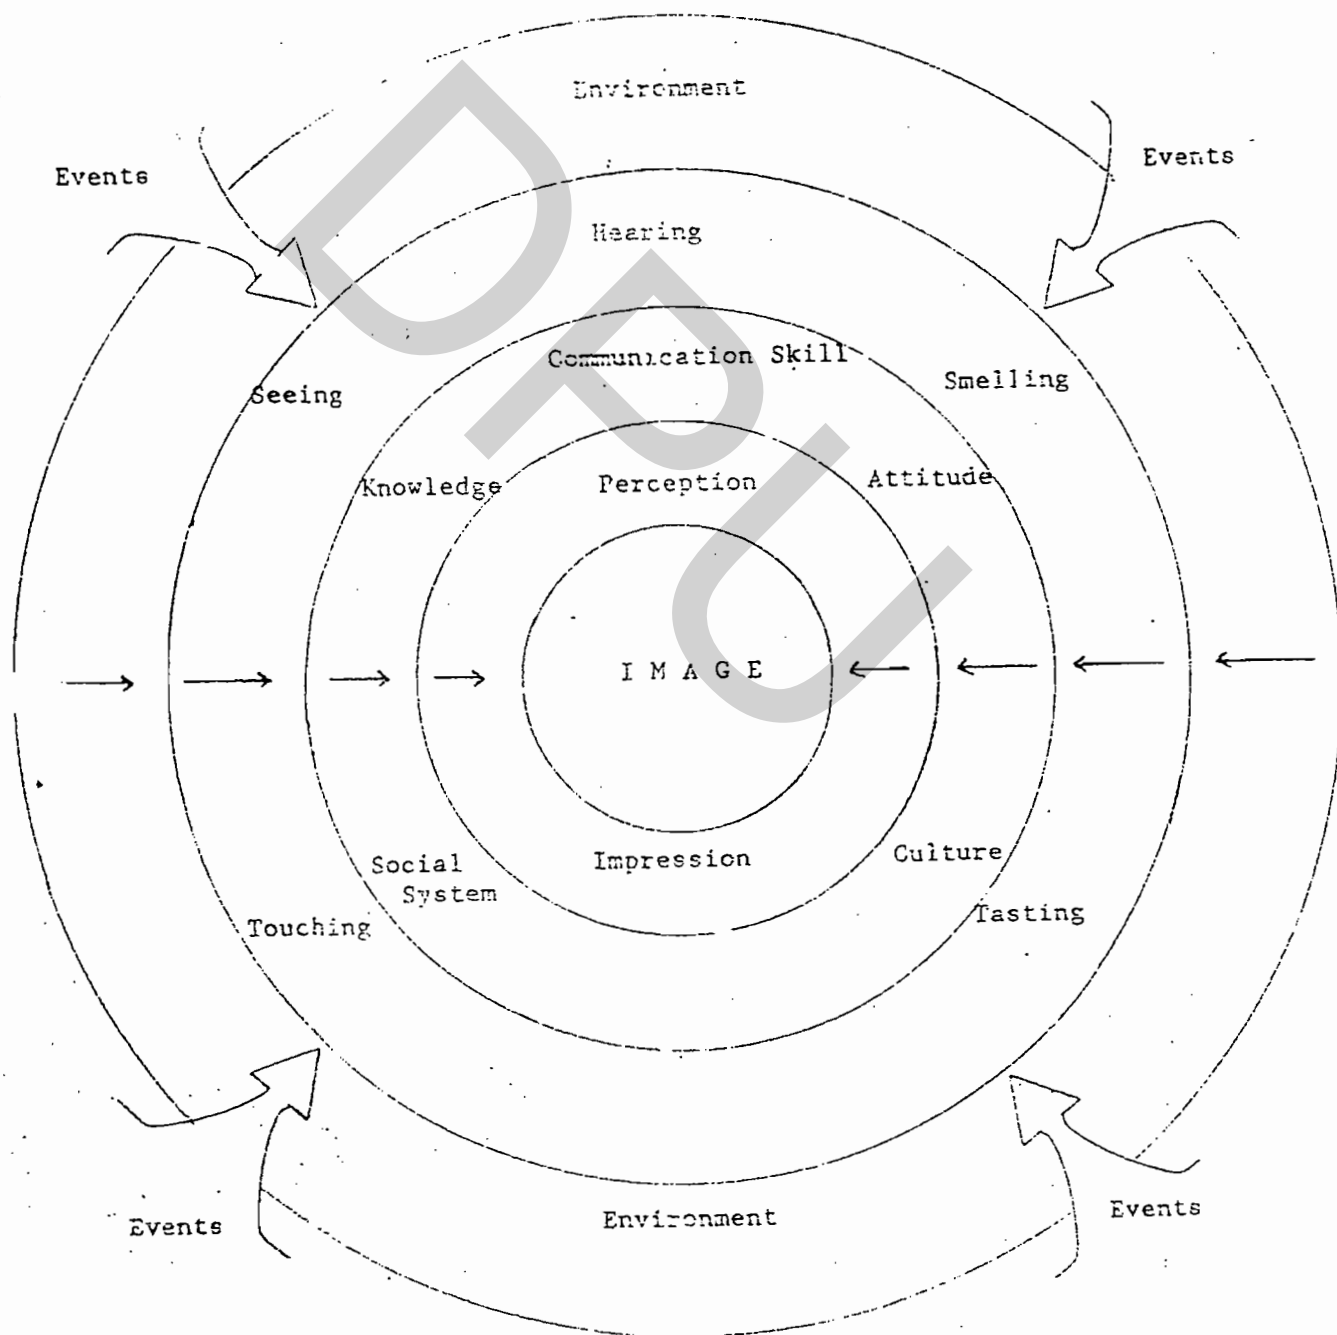 Environment
Events
Events
Hearing
Communication Skill
Seeing
Smelling
Knowledge
Perception
Attitude
I M A G E
Social
System
Impression
Culture
Touching
Tasting
Events
Environment
Events
DPU